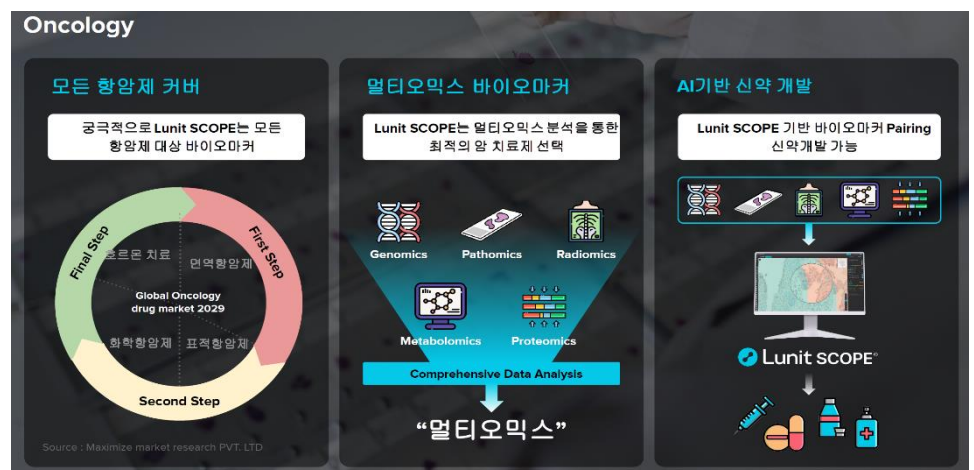 Oncology
모든 항암제 커버
궁극적으로 Lunit SCOPE는 모든
항암제 대상 바이오마커
Final Step
First Step
호르몬 치료
면역항암제
Global Oncology
drug market 2029
화학항암제
표적항암제
Second Step
Source : Maximize market research PVT. LTD
멀티오믹스 바이오마커
Lunit SCOPE는 멀티오믹스 분석을 통한
최적의 암 치료제 선택
Genomics
Pathomics
Radiomics
Metabolomics
Proteomics
Comprehensive Data Analysis
“멀티오믹스”
AI기반 신약 개발
Lunit SCOPE 기반 바이오마커 Pairing
신약개발 가능
Lunit SCOPE®